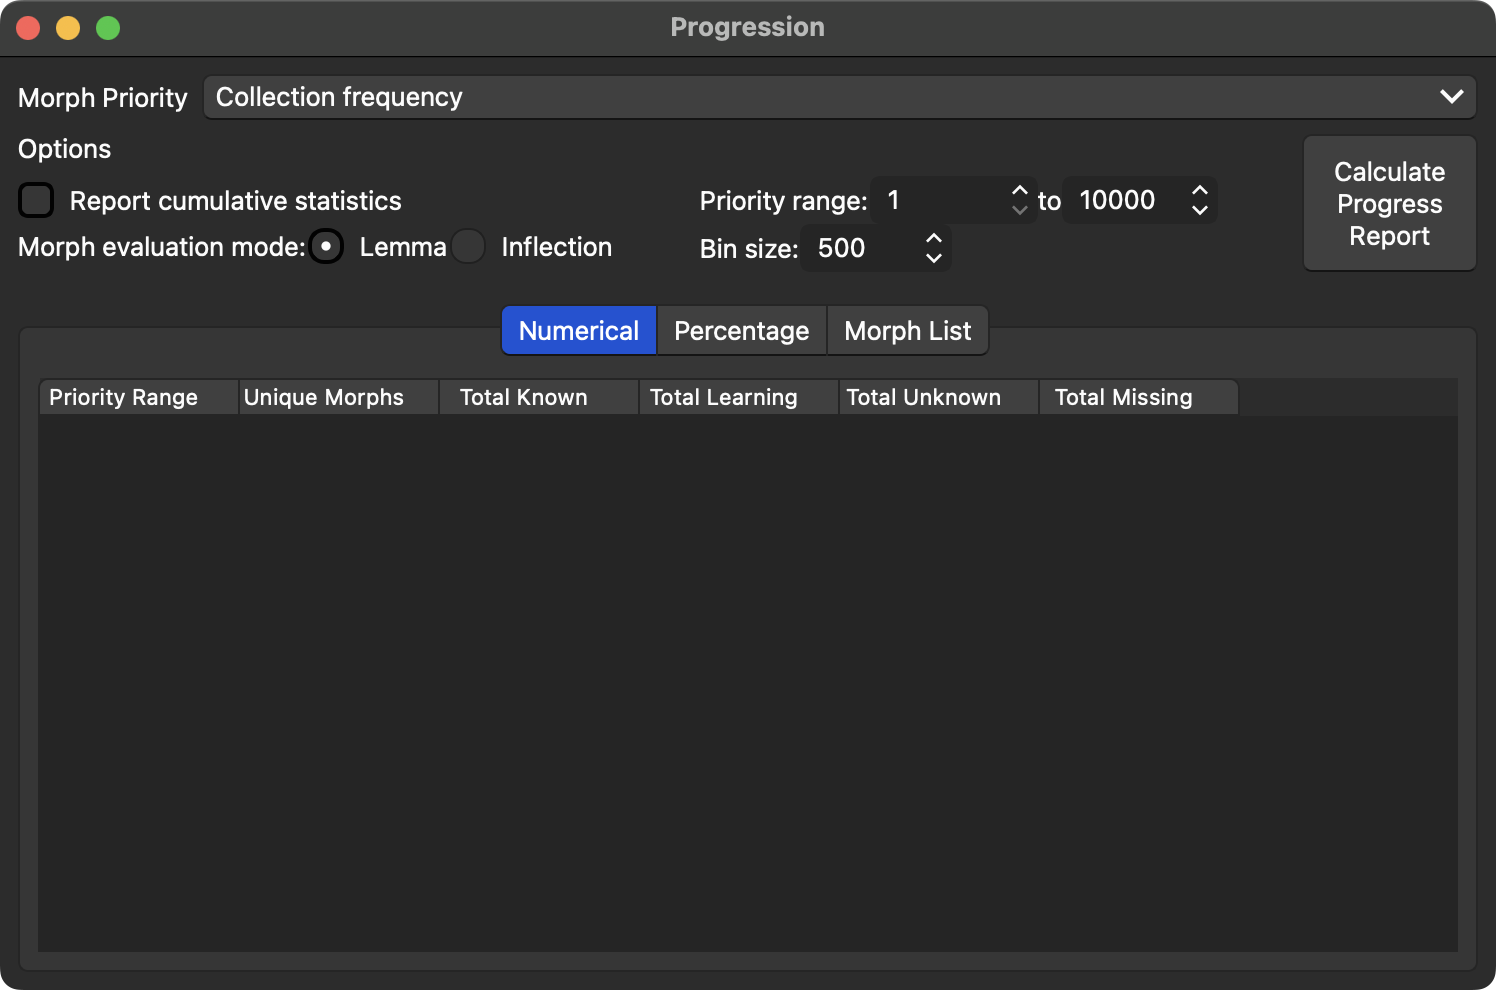 Progression
Morph Priority Collection frequency
Options
Report cumulative statistics Priority range: 1 to 10000
Morph evaluation mode: Lemma Inflection Bin size: 500
Calculate
Progress
Report
Numerical Percentage Morph List
Priority Range Unique Morphs Total Known Total Learning Total Unknown Total Missing